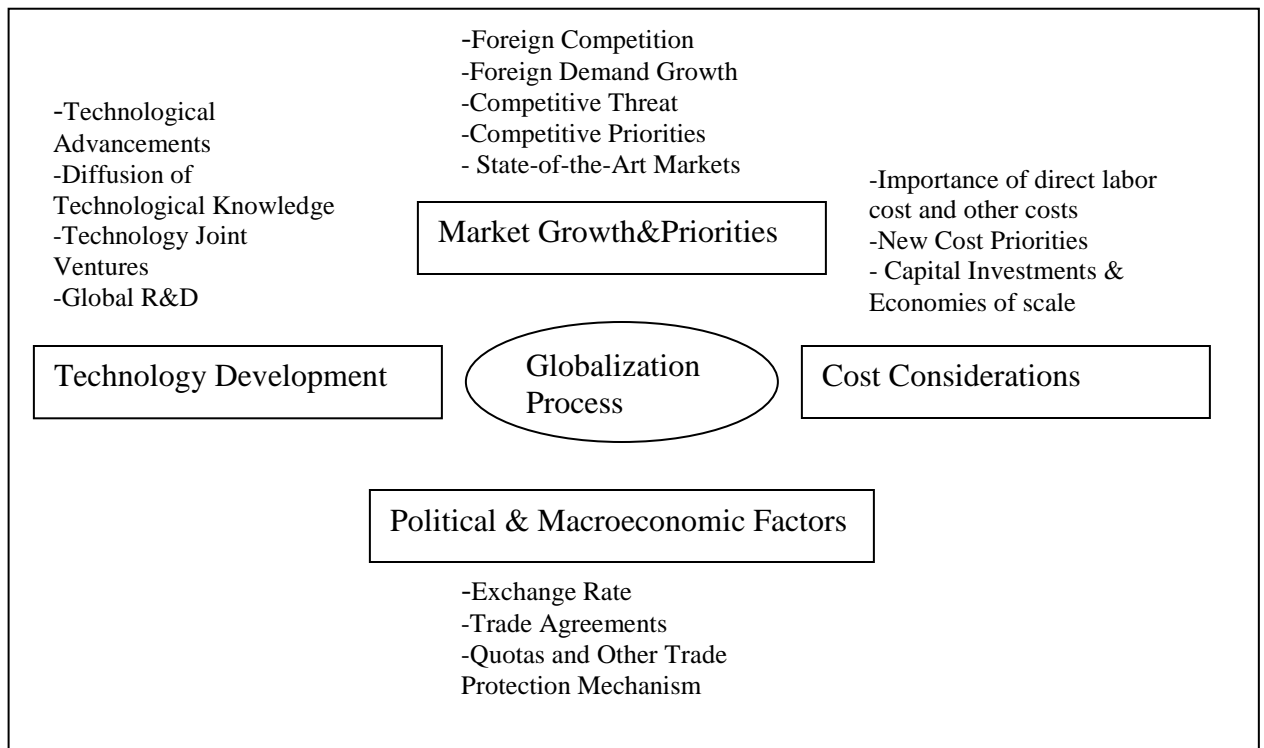 -Foreign Competition
-Foreign Demand Growth
-Competitive Threat
-Competitive Priorities
- State-of-the-Art Markets
Market Growth&Priorities
-Technological
Advancements
-Diffusion of
Technological Knowledge
-Technology Joint
Ventures
-Global R&D
Technology Development
Globalization
Process
-Importance of direct labor
cost and other costs
-New Cost Priorities
- Capital Investments &
Economies of scale
Cost Considerations
Political & Macroeconomic Factors
-Exchange Rate
-Trade Agreements
-Quotas and Other Trade
Protection Mechanism